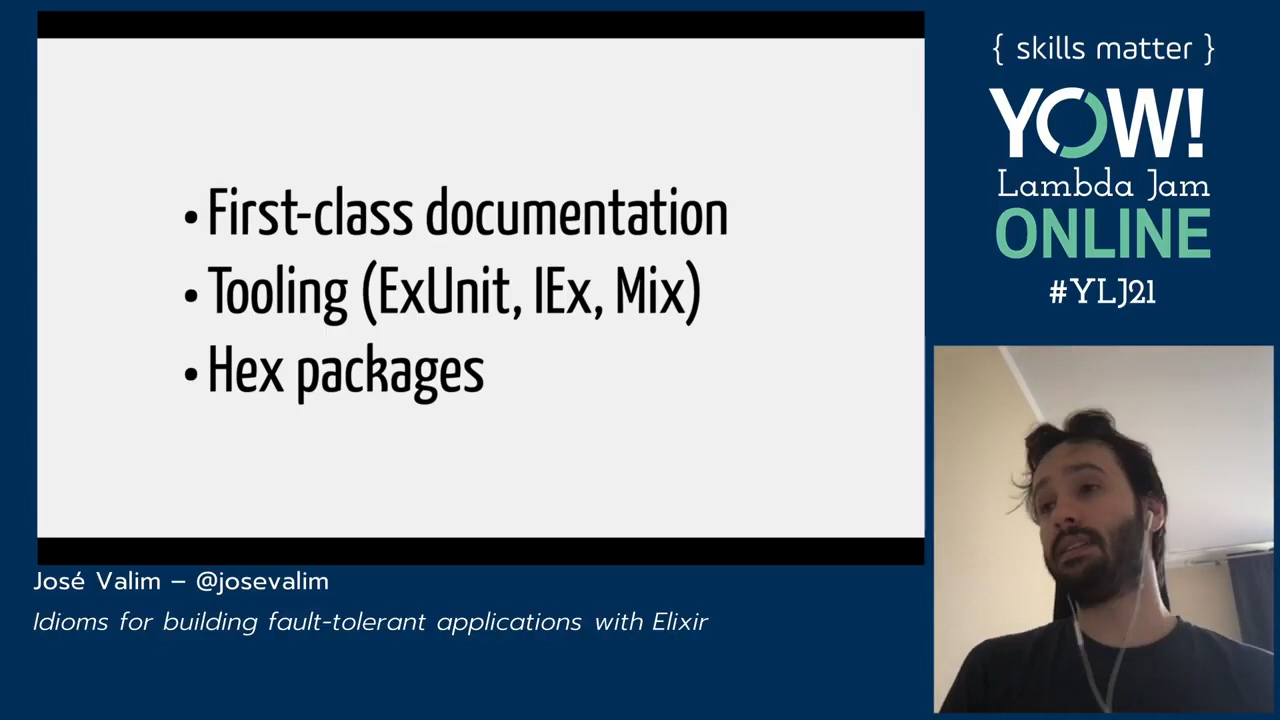 • First-class documentation
• Tooling (ExUnit, IEx, Mix)
• Hex packages
{ skills matter }
YOW!
Lambda Jam
ONLINE
#YLJ21
José Valim – @josevalim
Idioms for building fault-tolerant applications with Elixir